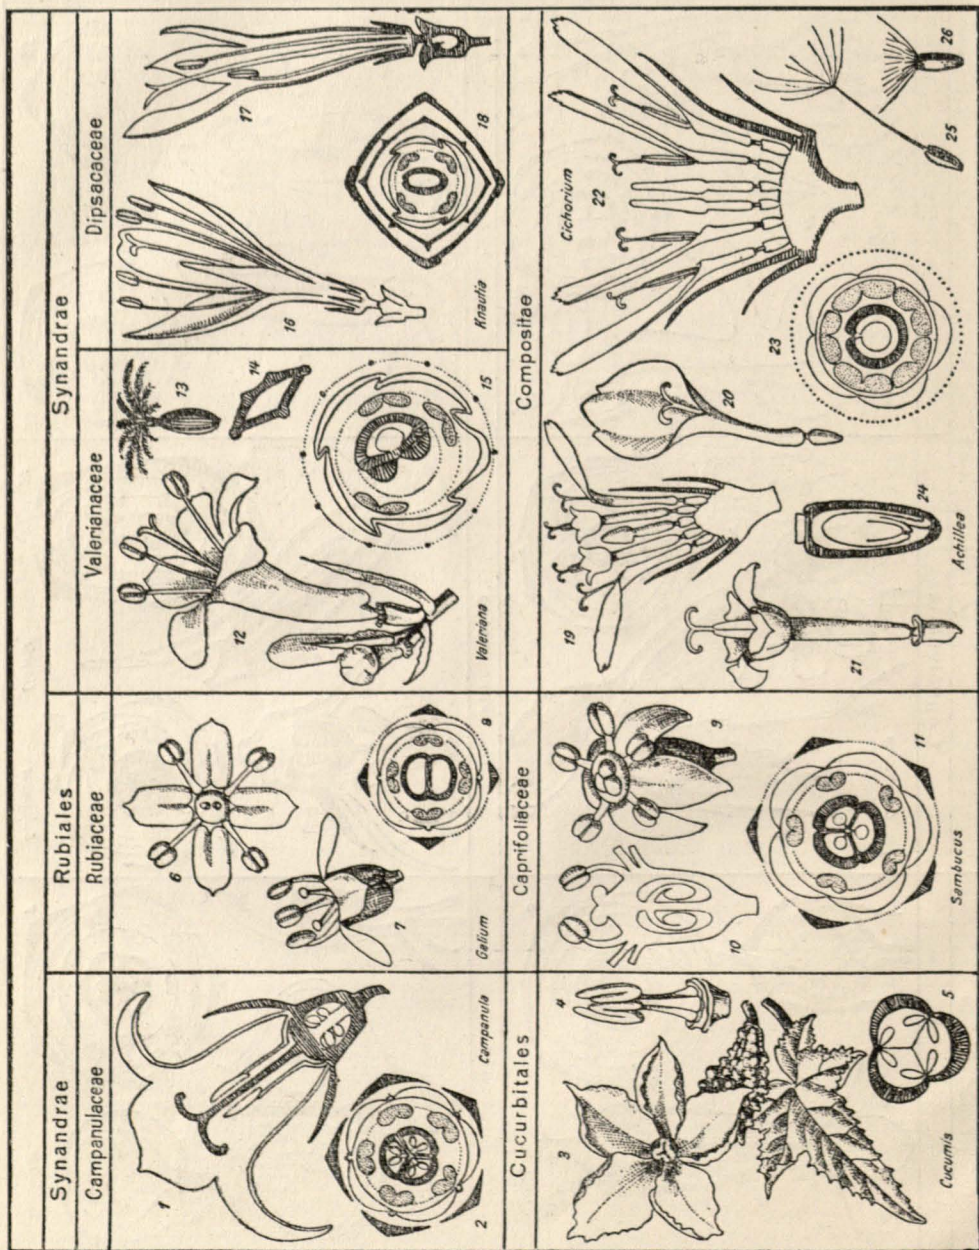 Synandrae
Rubiales
Synandrae
Campanulaceae
Rubiaceae
Valerianaceae
Dipsacaceae
1
2
Campanula
6
7
8
Galium
12
13
14
15
Valeriana
16
17
18
Knautia
Cucurbitales
Caprifoliaceae
Compositae
3
4
5
Cucumis
9
10
11
Sambucus
19
20
21
22
Cichorium
23
24
Achillea
25
26